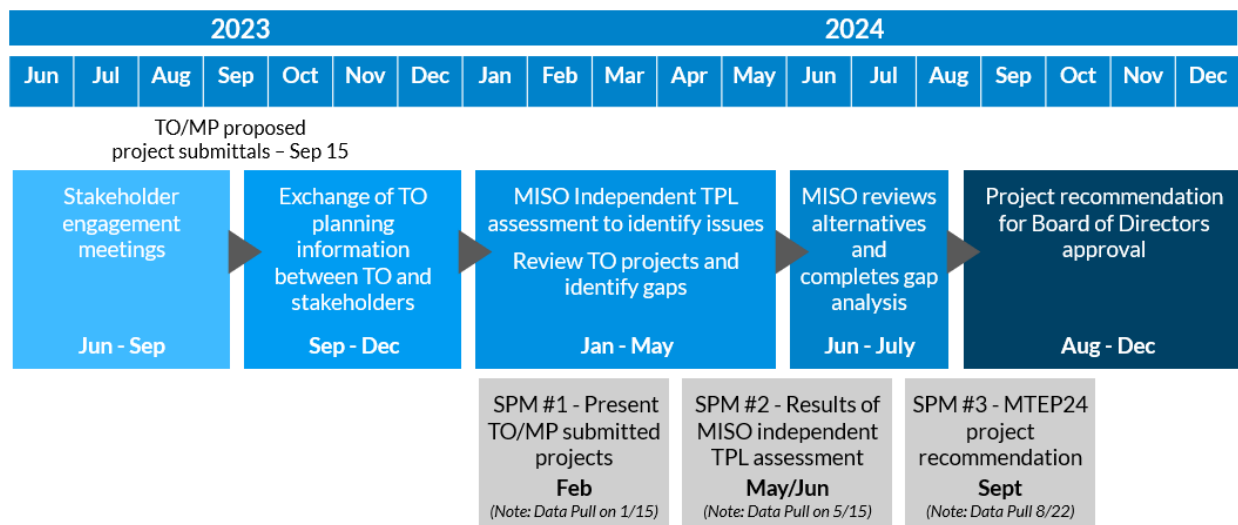 2023
2024
Jun Jul Aug Sep Oct Nov Dec Jan Feb Mar Apr May Jun Jul Aug Sep Oct Nov Dec
TO/MP proposed
project submittals – Sep 15
Stakeholder
engagement
meetings
Jun - Sep
Exchange of TO
planning
information
between TO and
stakeholders
Sep - Dec
MISO Independent TPL
assessment to identify issues
Review TO projects and
identify gaps
Jan - May
MISO reviews
alternatives
and
completes gap
analysis
Jun - July
Project recommendation
for Board of Directors
approval
Aug - Dec
SPM #1 - Present
TO/MP submitted
projects
Feb
(Note: Data Pull on 1/15)
SPM #2 - Results of
MISO independent
TPL assessment
May/Jun
(Note: Data Pull on 5/15)
SPM #3 - MTEP24
project
recommendation
Sept
(Note: Data Pull 8/22)